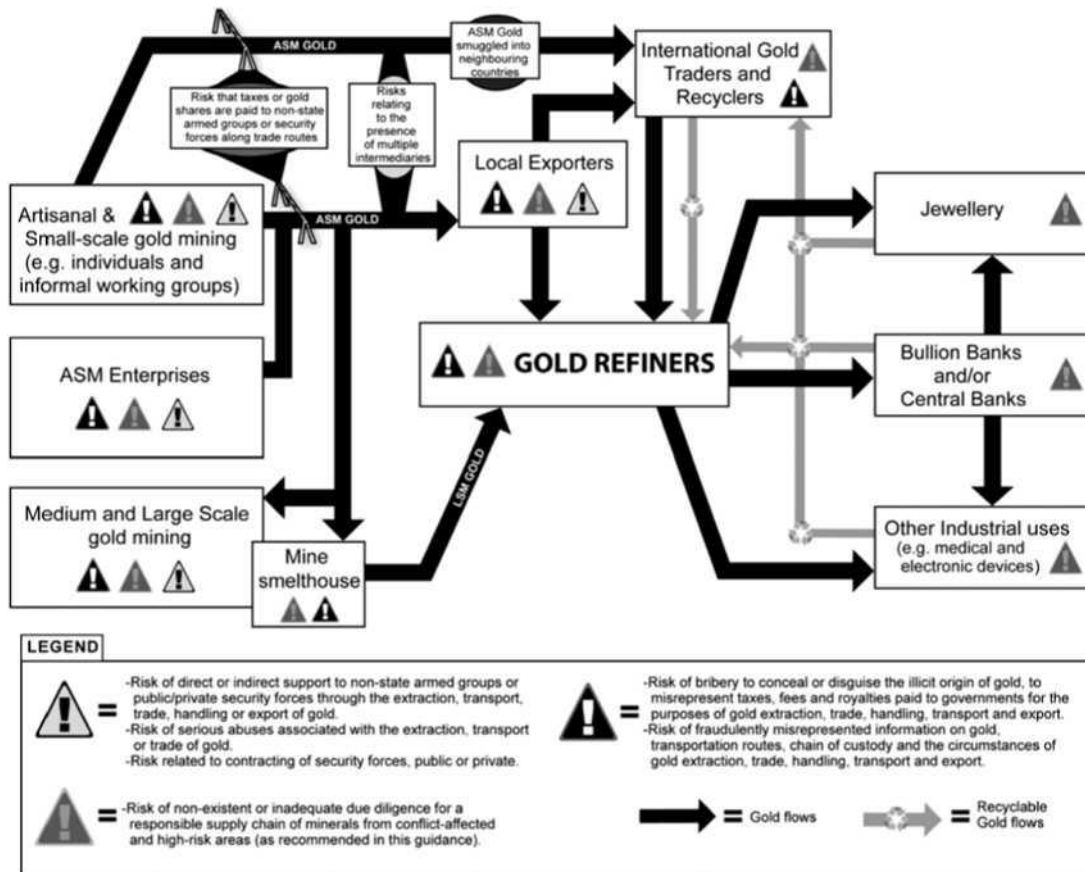 ASM GOLD
ASM Gold
smuggled into
neighbouring
countries
International Gold
Traders and
Recyclers
Risk that taxes or gold
shares are paid to non-state
armed groups or security
forces along trade routes
Risks
relating
to the
presence
of multiple
intermediaries
Local Exporters
Artisanal &
Small-scale gold mining
(e.g. individuals and
informal working groups)
ASM GOLD
Jewellery
GOLD REFINERS
Bullion Banks
and/or
Central Banks
ASM Enterprises
LSM GOLD
Medium and Large Scale
gold mining
Mine
smelthouse
Other Industrial uses
(e.g. medical and
electronic devices)
LEGEND
= -Risk of direct or indirect support to non-state armed groups or
public/private security forces through the extraction, transport,
trade, handling or export of gold.
-Risk of serious abuses associated with the extraction, transport
or trade of gold.
-Risk related to contracting of security forces, public or private.
= -Risk of bribery to conceal or disguise the illicit origin of gold, to
misrepresent taxes, fees and royalties paid to governments for the
purposes of gold extraction, trade, handling, transport and export.
-Risk of fraudulently misrepresented information on gold,
transportation routes, chain of custody and the circumstances of
gold extraction, trade, handling, transport and export.
= -Risk of non-existent or inadequate due diligence for a
responsible supply chain of minerals from conflict-affected
and high-risk areas (as recommended in this guidance).
= Gold flows
= Recyclable
Gold flows